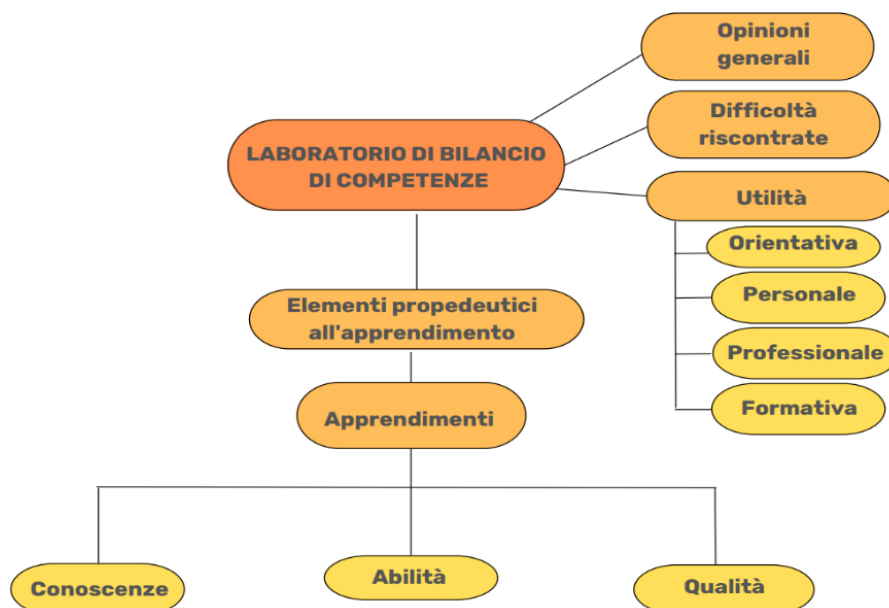 Opinioni
generali
Difficoltà
riscontrate
LABORATORIO DI BILANCIO
DI COMPETENZE
Utilità
Orientativa
Personale
Professionale
Formativa
Elementi propedeutici
all'apprendimento
Apprendimenti
Conoscenze
Abilità
Qualità